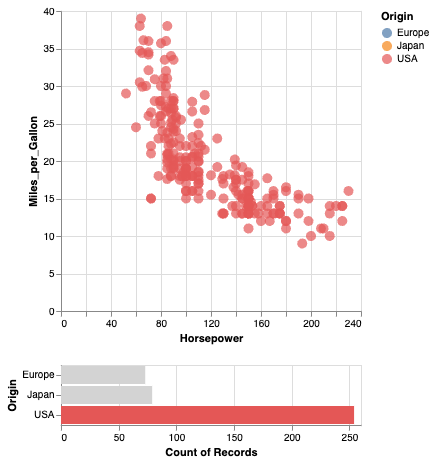 40
35
30
25
20
15
10
5
0
Miles_per_Gallon
0 40 80 120 160 200 240
Horsepower
Origin
Europe
Japan
USA
Origin
Europe
Japan
USA
0 50 100 150 200 250
Count of Records